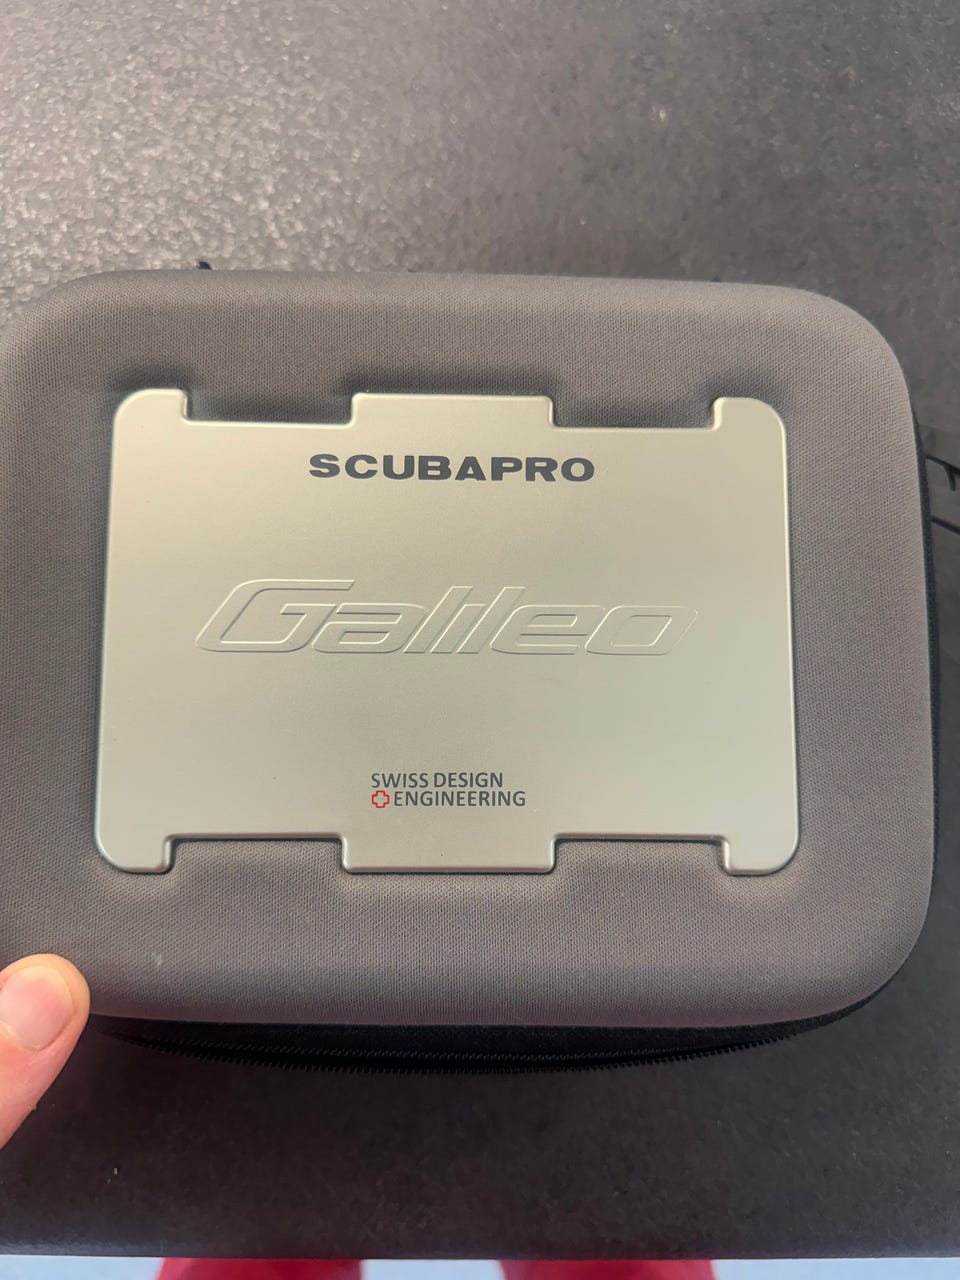 SCUBAPRO
Galileo
SWISS DESIGN
ENGINEERING